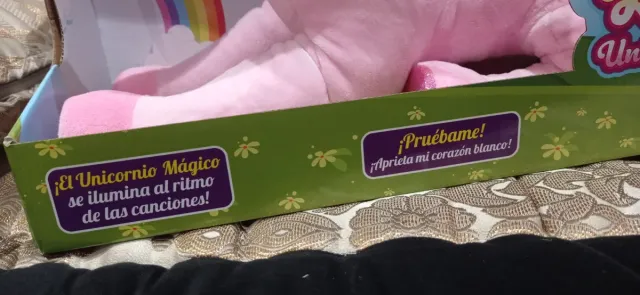 ¡El Unicornio Mágico
se ilumina al ritmo
de las canciones!
¡Pruébame!
¡Aprieta mi corazón blanco!